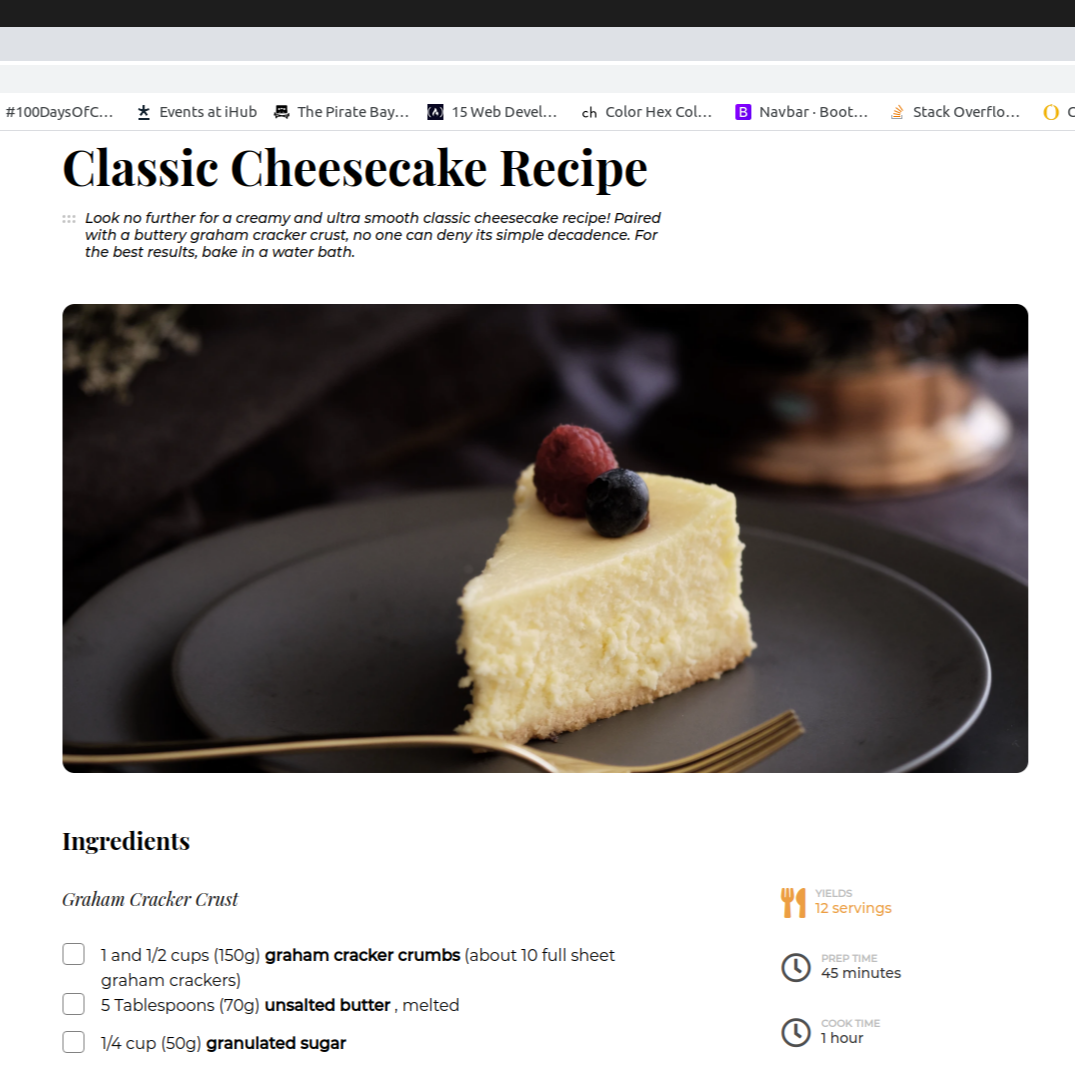 #100DaysOfC... Events at iHub The Pirate Bay... 15 Web Devel... ch Color Hex Col... B Navbar · Boot... Stack Overflo...
Classic Cheesecake Recipe
Look no further for a creamy and ultra smooth classic cheesecake recipe! Paired
with a buttery graham cracker crust, no one can deny its simple decadence. For
the best results, bake in a water bath.
Ingredients
Graham Cracker Crust
1 and 1/2 cups (150g) graham cracker crumbs (about 10 full sheet
graham crackers)
5 Tablespoons (70g) unsalted butter , melted
1/4 cup (50g) granulated sugar
YIELDS
12 servings
PREP TIME
45 minutes
COOK TIME
1 hour